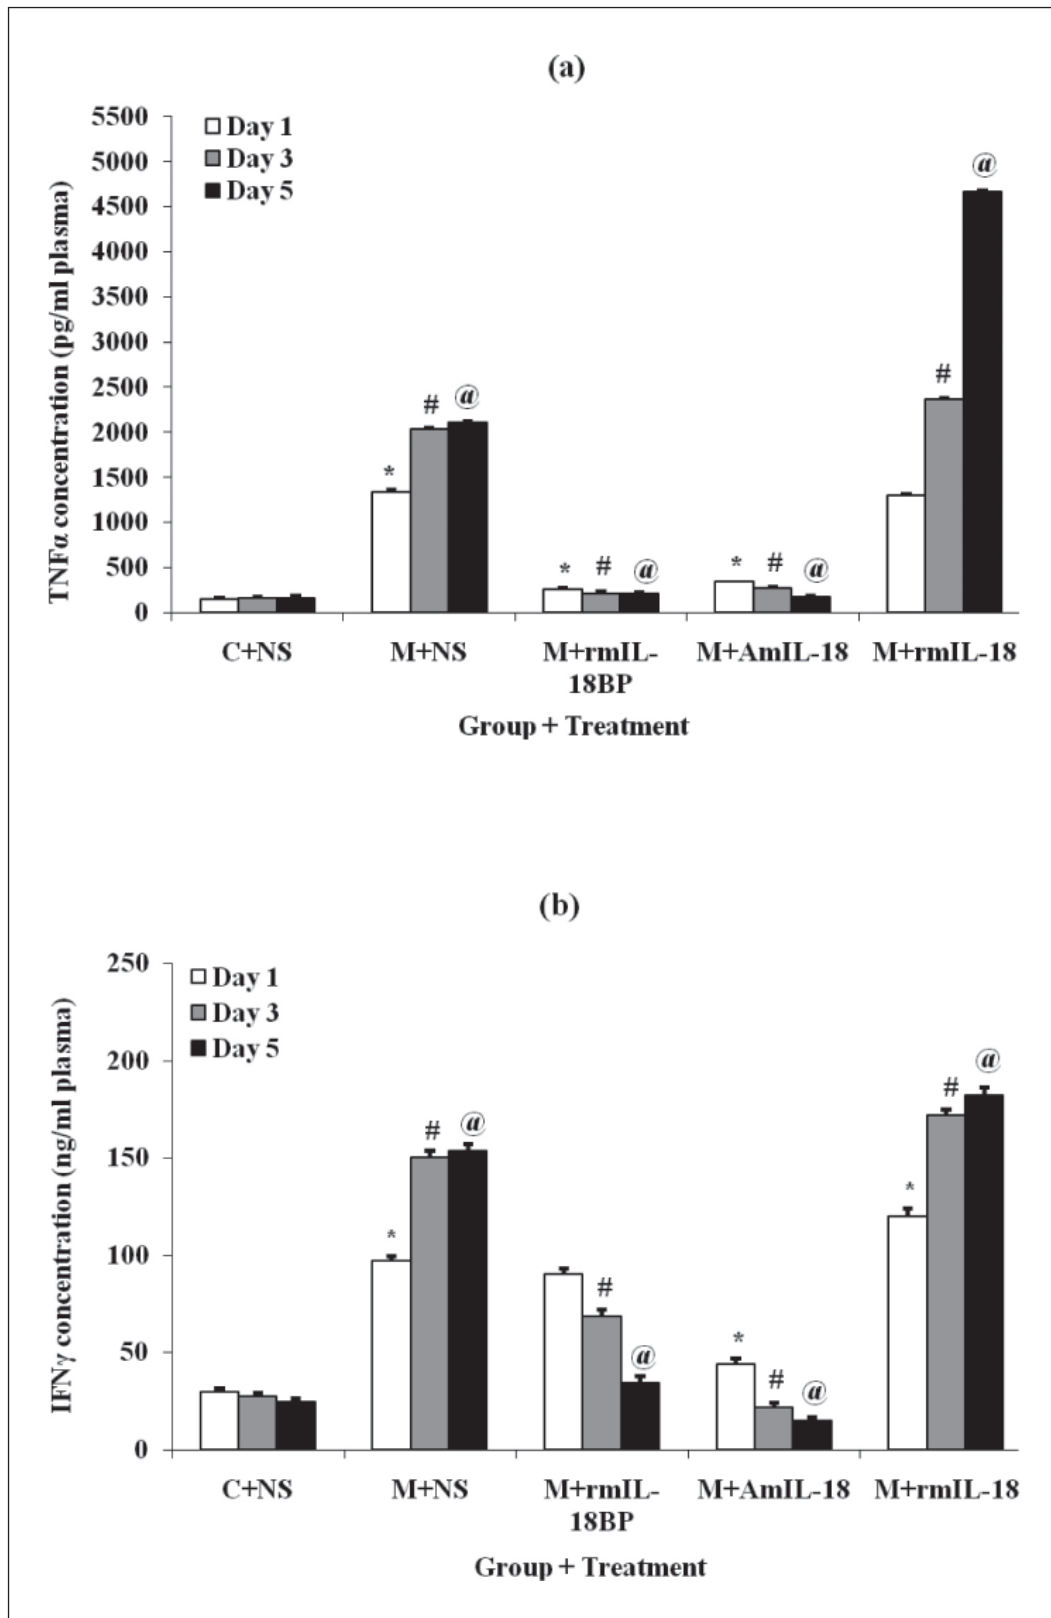 (a)
TNFα concentration (pg/ml plasma)
5500
5000
4500
4000
3500
3000
2500
2000
1500
1000
500
0
Day 1
Day 3
Day 5
* # @
* # @
* # @
# @
C+NS M+NS M+rmIL- M+AmIL-18 M+rmIL-18
18BP
Group + Treatment
(b)
IFNγ concentration (ng/ml plasma)
250
200
150
100
50
0
Day 1
Day 3
Day 5
* # @
# @
* # @
* # @
C+NS M+NS M+rmIL- M+AmIL-18 M+rmIL-18
18BP
Group + Treatment